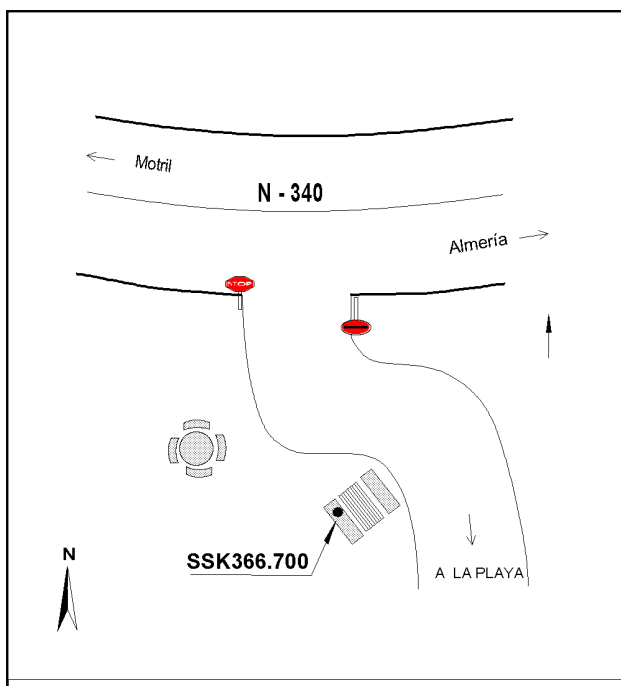 Motril
N - 340
Almería
STOP
SSK366.700
A LA PLAYA
N